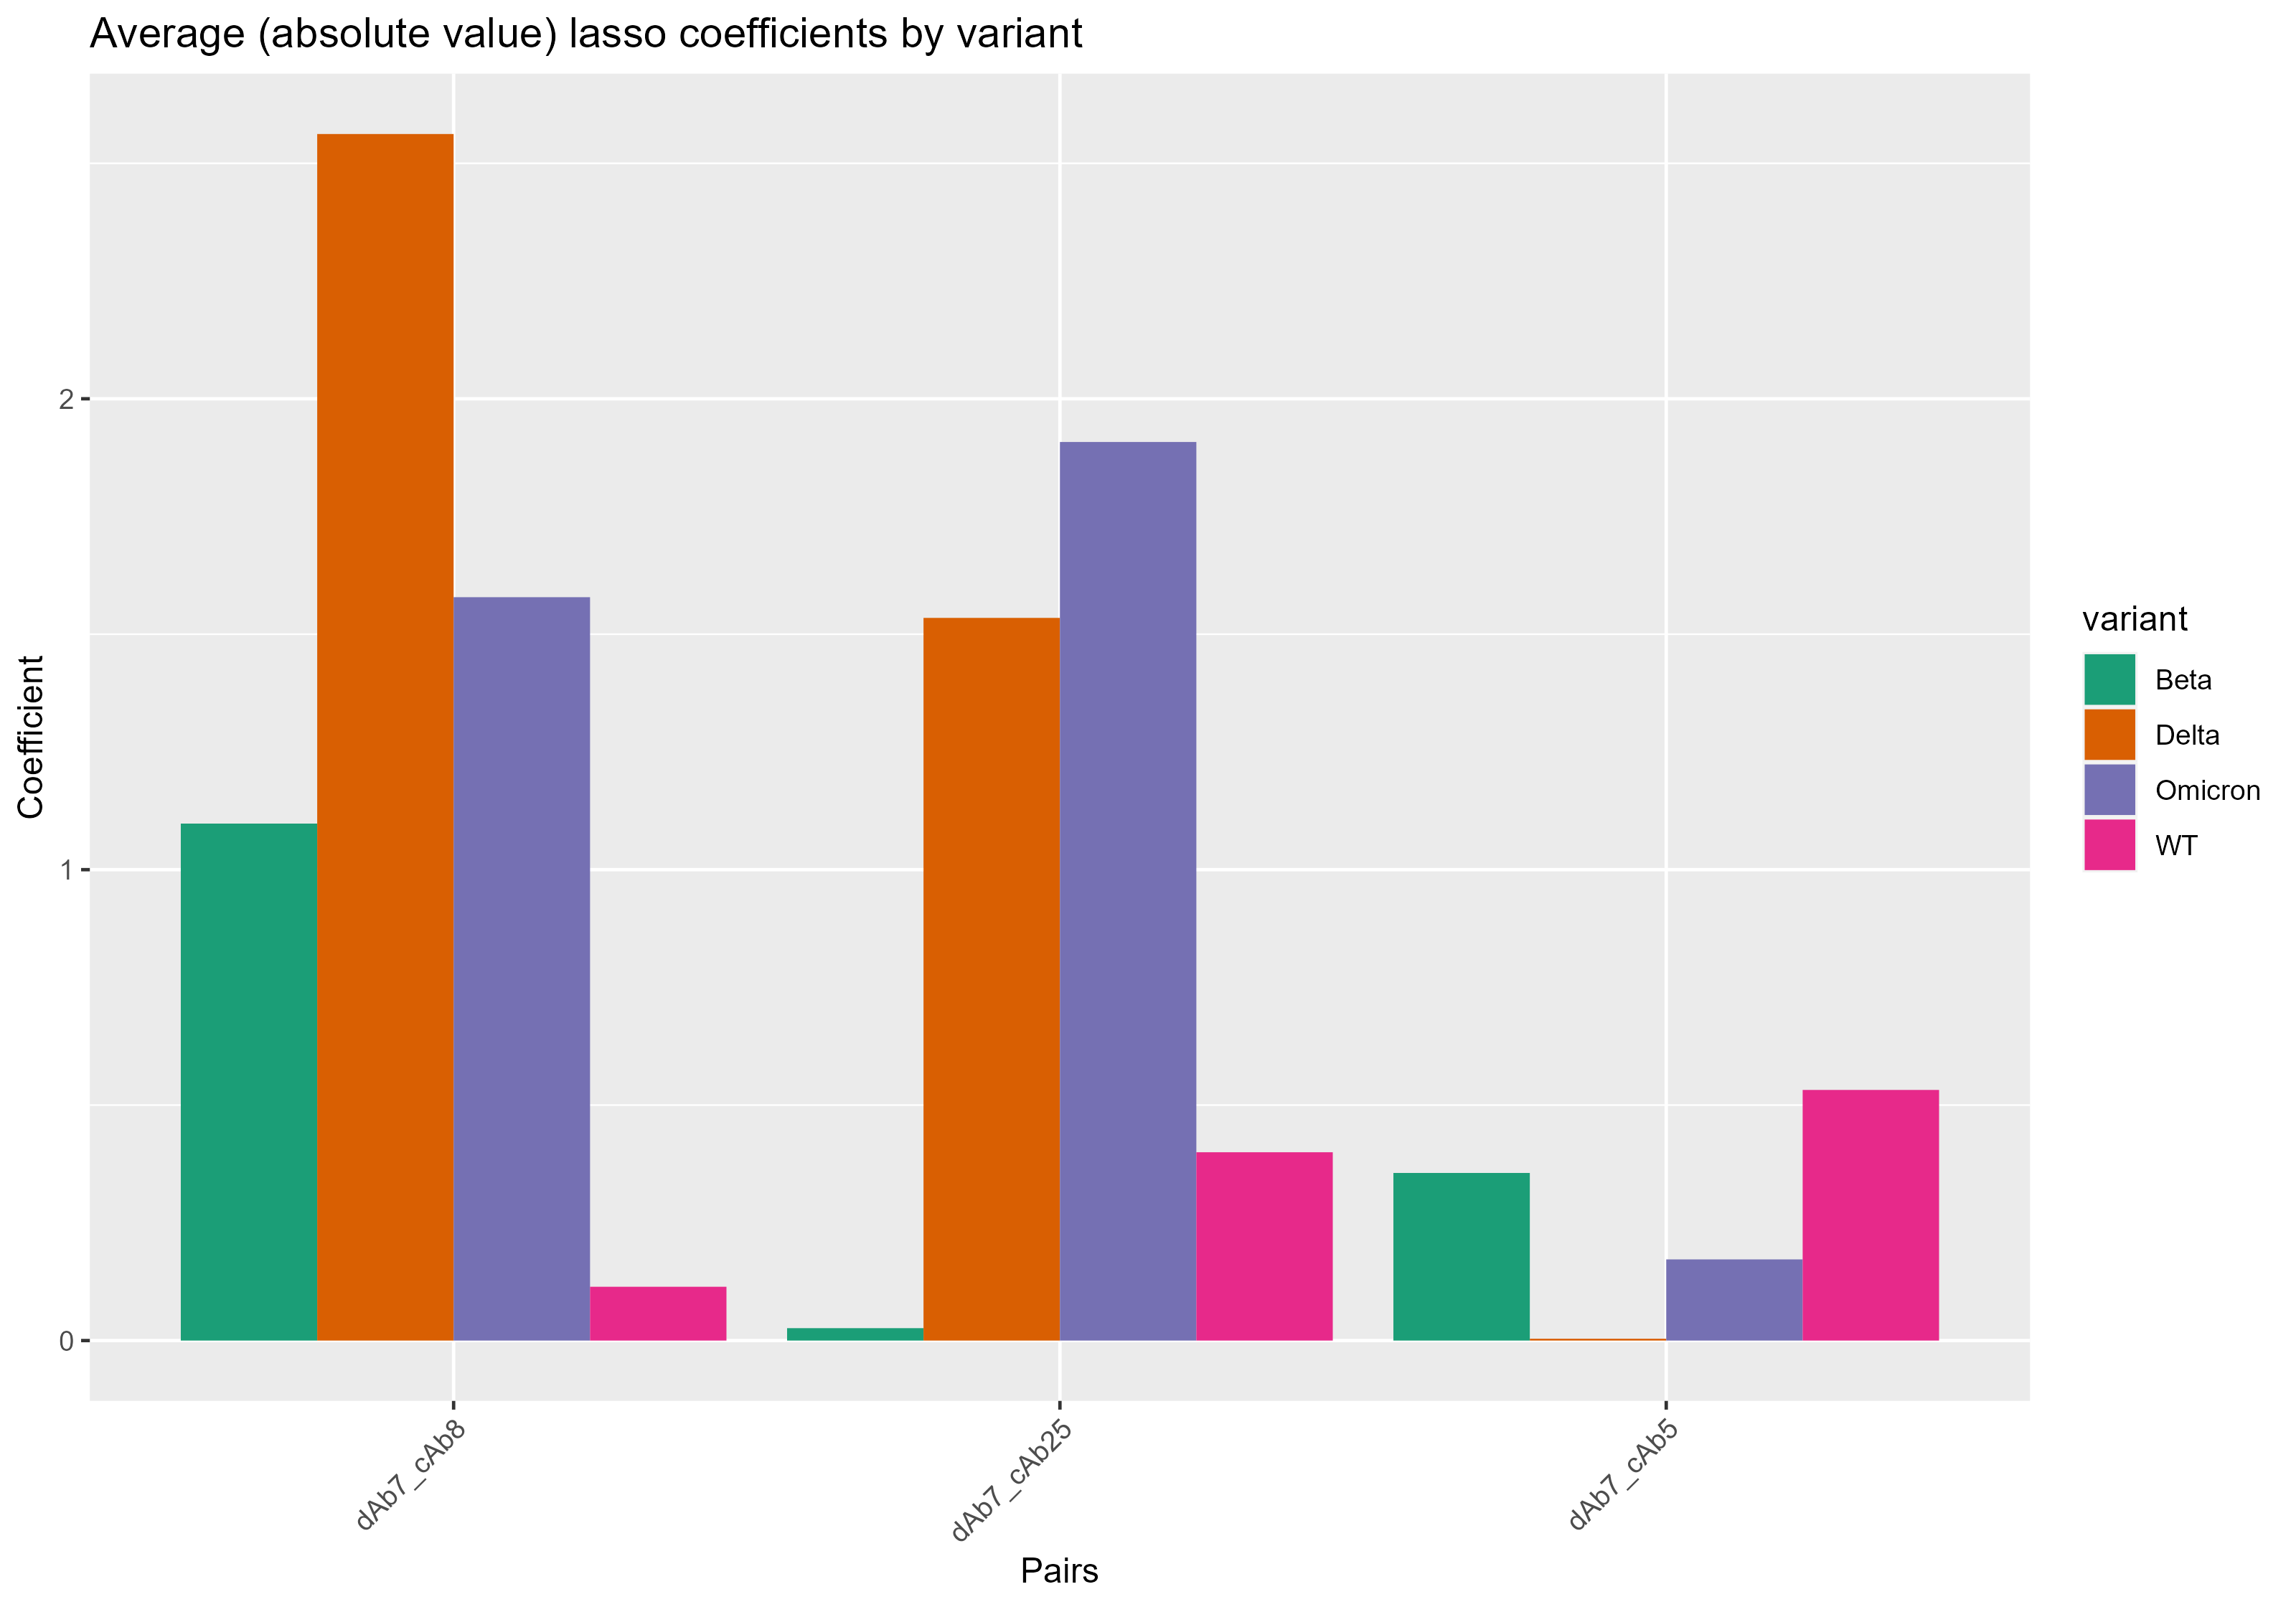 Average (absolute value) lasso coefficients by variant
Coefficient
2
1
0
dAb7_cAb8
dAb7_cAb25
dAb7_cAb5
Pairs
variant
Beta
Delta
Omicron
WT